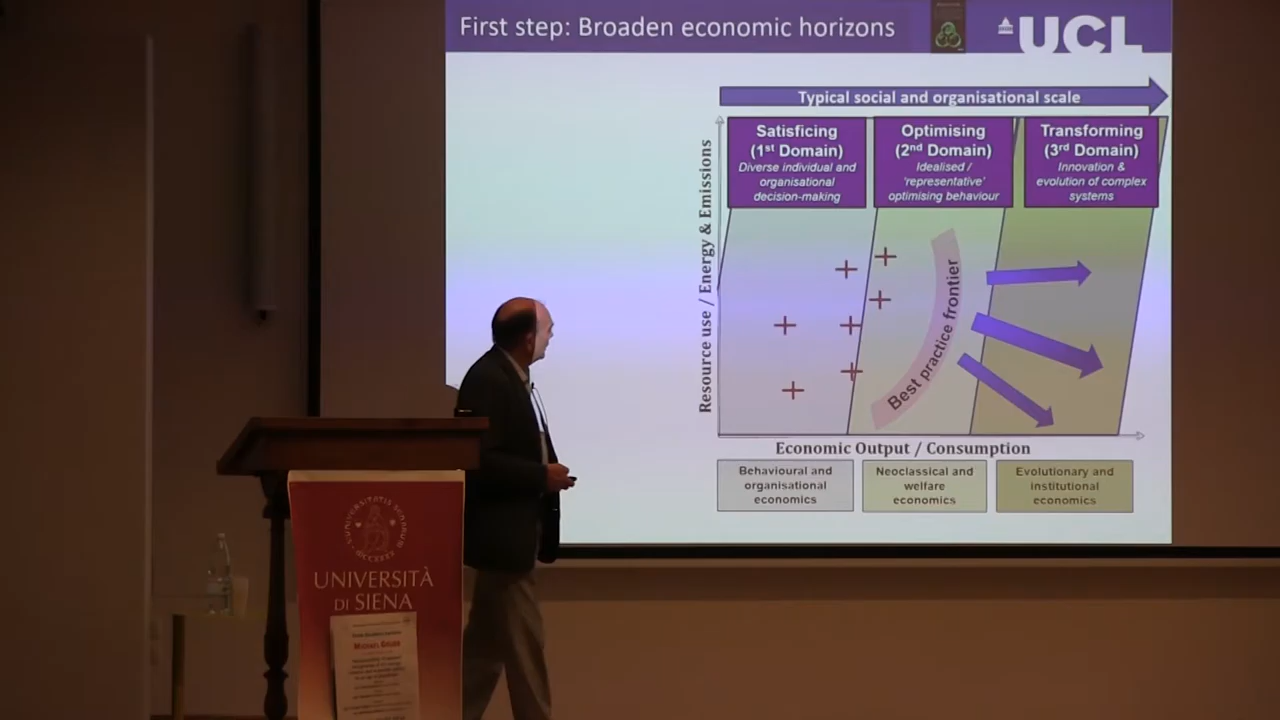 First step: Broaden economic horizons
UCL
Typical social and organisational scale
Satisficing
(1st Domain)
Diverse individual and
organisational
decision-making
Optimising
(2nd Domain)
Idealised /
'representative'
optimising behaviour
Transforming
(3rd Domain)
Innovation &
evolution of complex
systems
Resource use / Energy & Emissions
Best practice frontier
Economic Output / Consumption
Behavioural and
organisational
economics
Neoclassical and
welfare
economics
Evolutionary and
institutional
economics
UNIVERSITÀ
DI SIENA